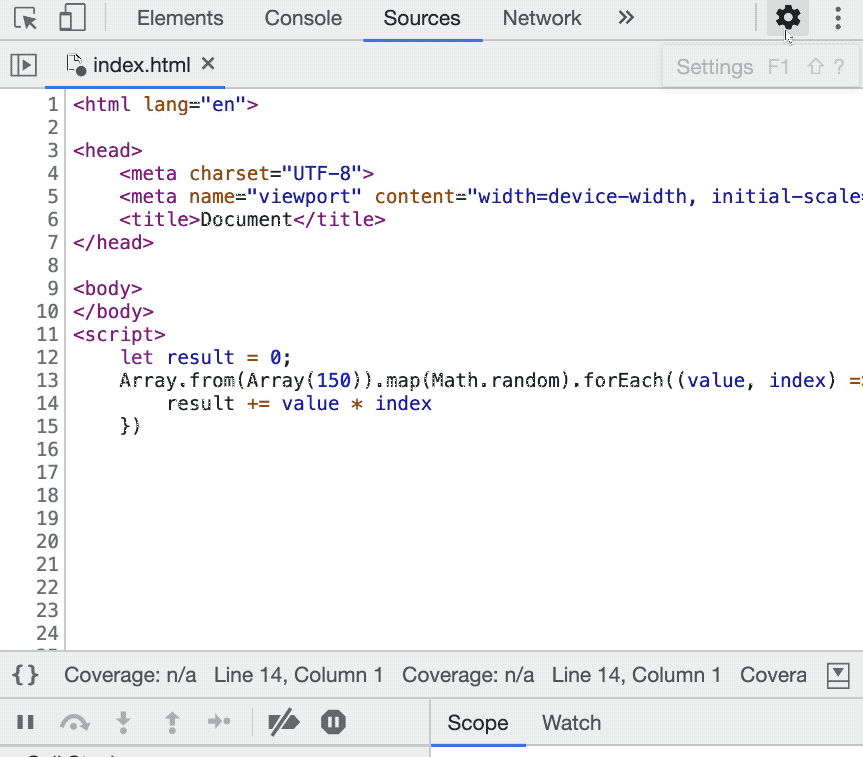 Elements Console Sources Network »
index.html ×
Settings F1 ⇧ ?
1 <html lang="en">
2
3 <head>
4 <meta charset="UTF-8">
5 <meta name="viewport" content="width=device-width, initial-scale=
6 <title>Document</title>
7 </head>
8
9 <body>
10 </body>
11 <script>
12 let result = 0;
13 Array.from(Array(150)).map(Math.random).forEach((value, index) =>
14 result += value * index
15 })
16
17
18
19
20
21
22
23
24
{} Coverage: n/a Line 14, Column 1 Coverage: n/a Line 14, Column 1 Covera
Scope Watch